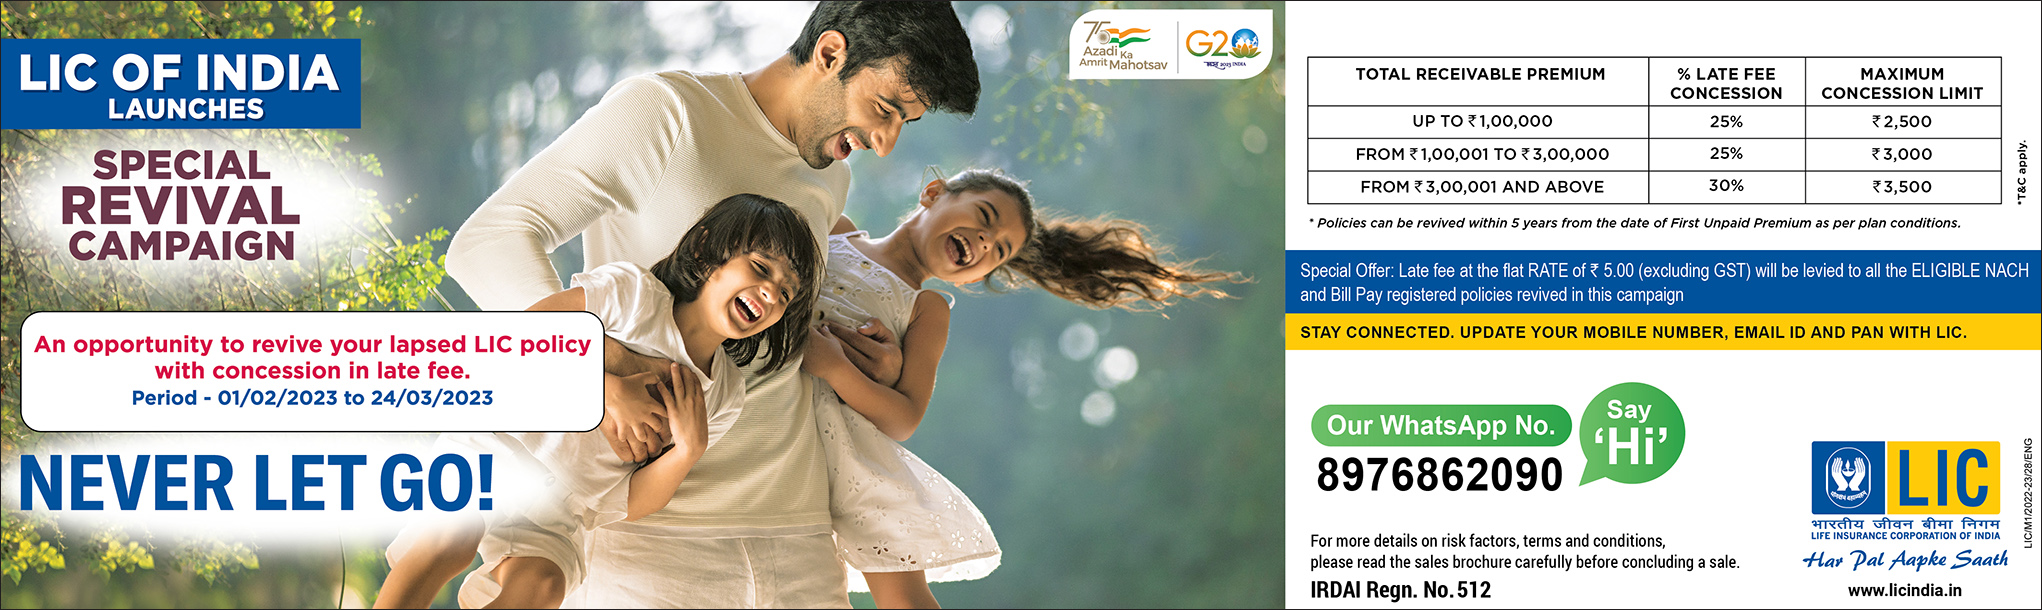 LIC OF INDIA
LAUNCHES
SPECIAL
REVIVAL
CAMPAIGN
An opportunity to revive your lapsed LIC policy
with concession in late fee.
Period - 01/02/2023 to 24/03/2023
NEVER LET GO!
75
Azadi Ka
Amrit Mahotsav
G20
भारत 2023 INDIA
TOTAL RECEIVABLE PREMIUM % LATE FEE CONCESSION MAXIMUM CONCESSION LIMIT
UP TO ₹1,00,000 25% ₹2,500
FROM ₹1,00,001 TO ₹3,00,000 25% ₹3,000
FROM ₹3,00,001 AND ABOVE 30% ₹3,500
*T&C apply.
* Policies can be revived within 5 years from the date of First Unpaid Premium as per plan conditions.
Special Offer: Late fee at the flat RATE of ₹ 5.00 (excluding GST) will be levied to all the ELIGIBLE NACH
and Bill Pay registered policies revived in this campaign
STAY CONNECTED. UPDATE YOUR MOBILE NUMBER, EMAIL ID AND PAN WITH LIC.
Our WhatsApp No.
8976862090
Say
‘Hi’
For more details on risk factors, terms and conditions,
please read the sales brochure carefully before concluding a sale.
IRDAI Regn. No. 512
LIC
भारतीय जीवन बीमा निगम
LIFE INSURANCE CORPORATION OF INDIA
Har Pal Aapke Saath
www.licindia.in
LIC/M1/2022-23/28/ENG